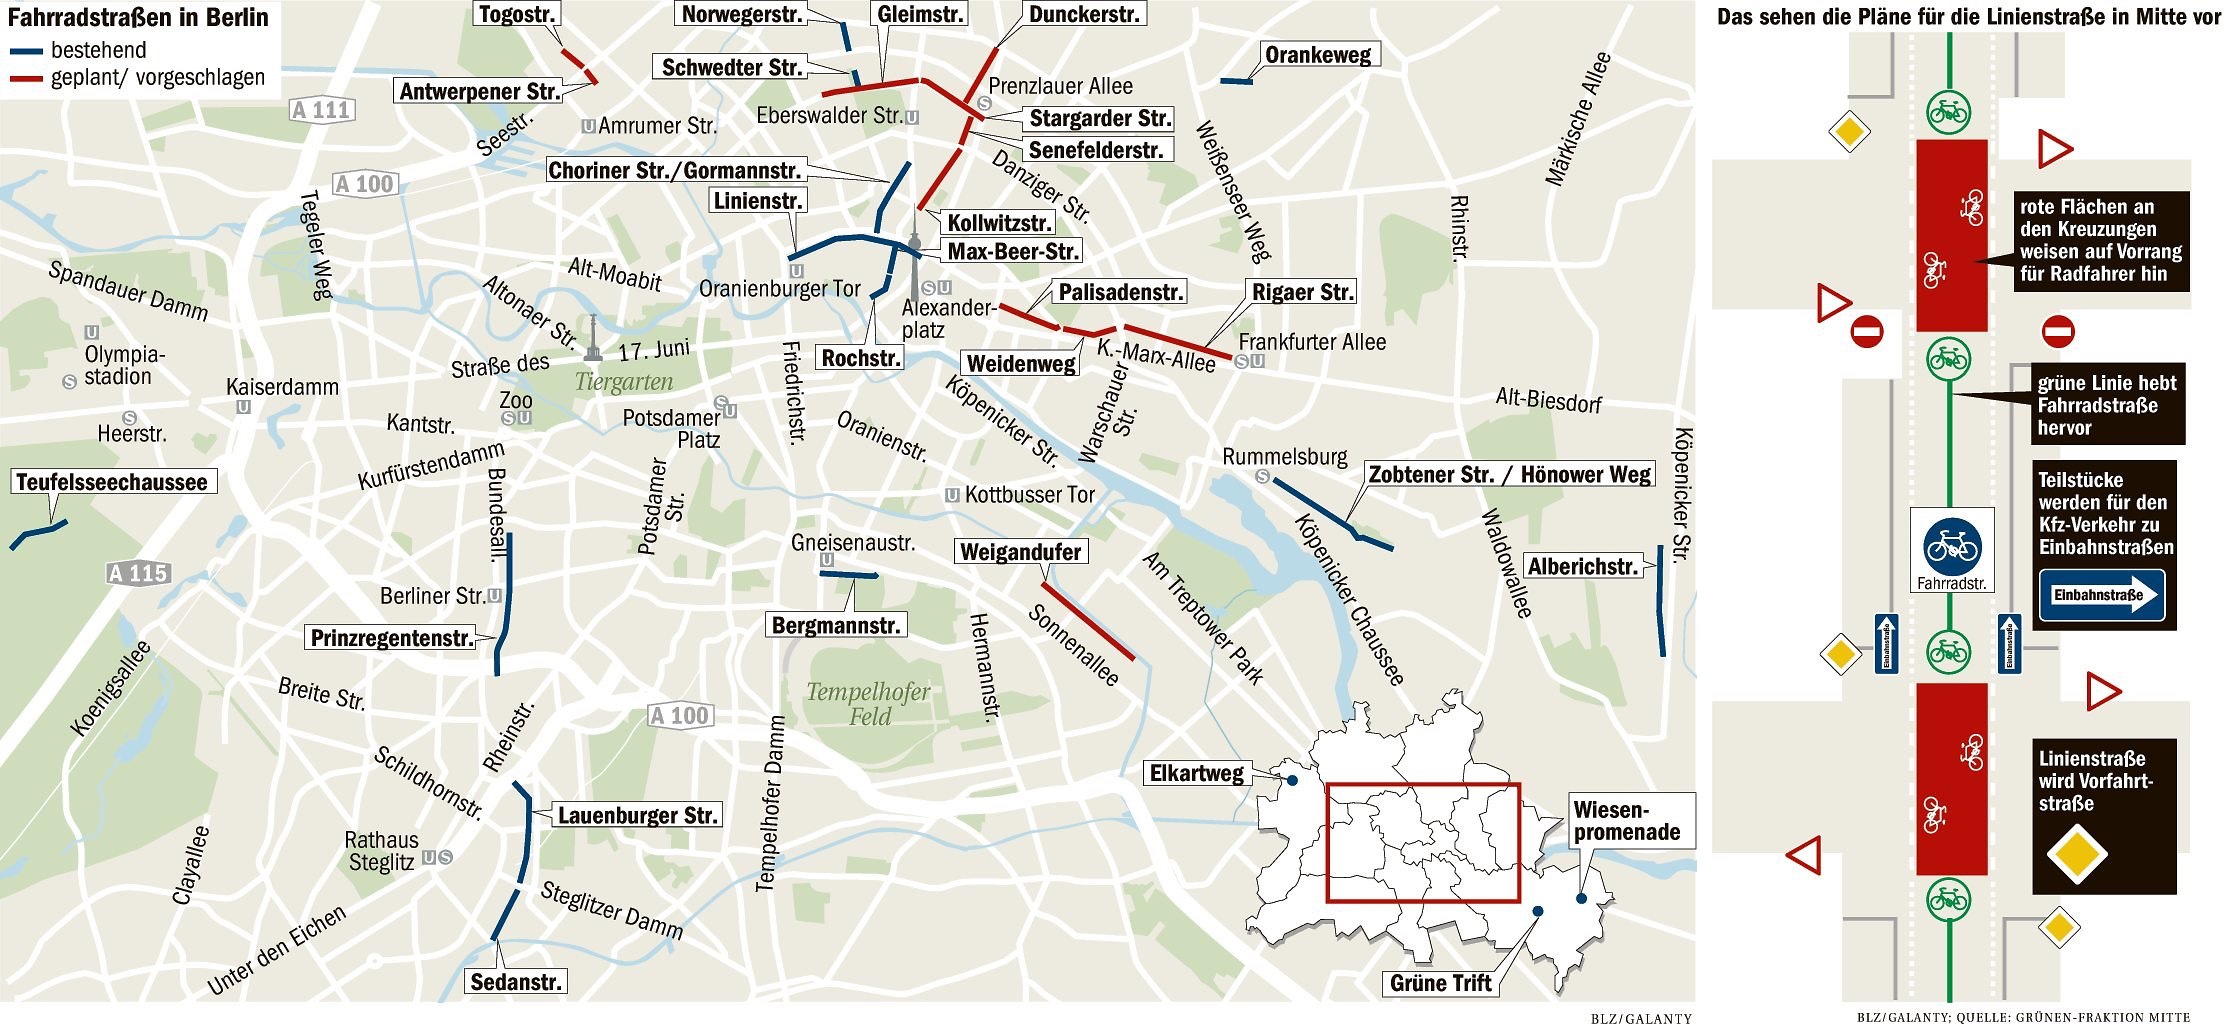 Fahrradstraßen in Berlin
bestehend
geplant/ vorgeschlagen
Togostr.
Antwerpener Str.
Norwegerstr.
Gleimstr.
Dunckerstr.
Schwedter Str.
Orankeweg
Prenzlauer Allee
S
Eberswalder Str.
U
Stargarder Str.
Senefelderstr.
A 111
Seestr.
U
Amrumer Str.
Märkische Allee
Choriner Str./Gormannstr.
Danziger Str.
Weißenseer Weg
A 100
Linienstr.
Kollwitzstr.
Max-Beer-Str.
Rhinstr.
Tegeler Weg
Spandauer Damm
Alt-Moabit
Altonaer Str.
U
Oranienburger Tor
S U
Alexander-
platz
Palisadenstr.
Rigaer Str.
Rochstr.
Weidenweg
K.-Marx-Allee
Frankfurter Allee
S U
U
Olympia-
stadion
S
Straße des
17. Juni
Tiergarten
Friedrichstr.
Kaiserdamm
U
S
Heerstr.
Zoo
S U
Kantstr.
Potsdamer
Platz
S U
Oranienstr.
Köpenicker Str.
Warschauer
Str.
Alt-Biesdorf
Kurfürstendamm
Bundesall.
Potsdamer
Str.
U
Kottbusser Tor
Rummelsburg
S
Zobtener Str. / Hönower Weg
Köpenicker Str.
Teufelsseechaussee
A 115
Gneisenaustr.
U
Weigandufer
Am Treptower Park
Köpenicker Chaussee
Waldowallee
Alberichstr.
Berliner Str.
U
Prinzregentenstr.
Bergmannstr.
Hermannstr.
Sonnenallee
Koenigsallee
Breite Str.
Rheinstr.
A 100
Tempelhofer
Feld
Tempelhofer Damm
Schildhornstr.
Lauenburger Str.
Rathaus
Steglitz
U S
Clayallee
Steglitzer Damm
Unter den Eichen
Sedanstr.
Elkartweg
Wiesen-
promenade
Grüne Trift
BLZ/GALANTY
Das sehen die Pläne für die Linienstraße in Mitte vor
rote Flächen an
den Kreuzungen
weisen auf Vorrang
für Radfahrer hin
grüne Linie hebt
Fahrradstraße
hervor
Teilstücke
werden für den
Kfz-Verkehr zu
Einbahnstraßen
Einbahnstraße
Fahrradstr.
Einbahnstraße
Einbahnstraße
Linienstraße
wird Vorfahrt-
straße
BLZ/GALANTY; QUELLE: GRÜNEN-FRAKTION MITTE